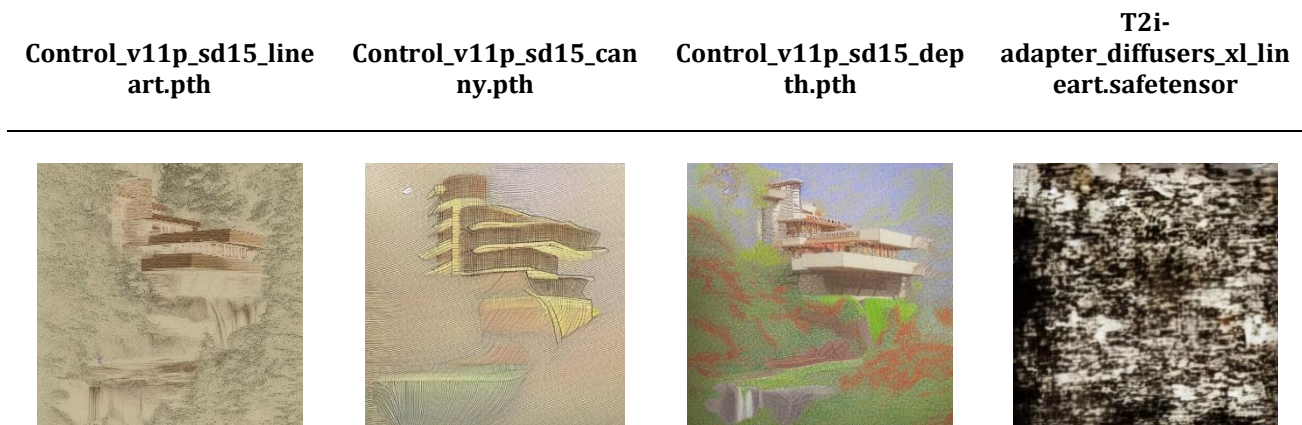 Control_v11p_sd15_line
art.pth
Control_v11p_sd15_can
ny.pth
Control_v11p_sd15_dep
th.pth
T2i-
adapter_diffusers_xl_lin
eart.safetensor